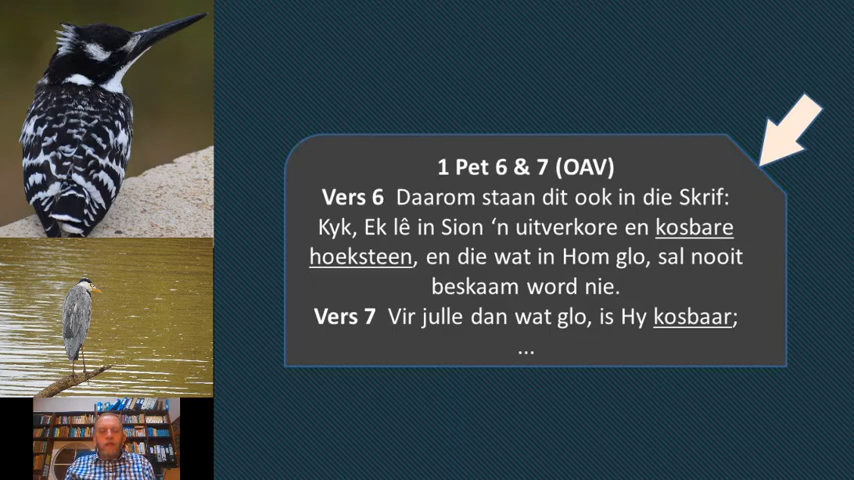 1 Pet 6 & 7 (OAV)
Vers 6  Daarom staan dit ook in die Skrif:
Kyk, Ek lê in Sion ‘n uitverkore en kosbare
hoeksteen, en die wat in Hom glo, sal nooit
beskaam word nie.
Vers 7  Vir julle dan wat glo, is Hy kosbaar;
...